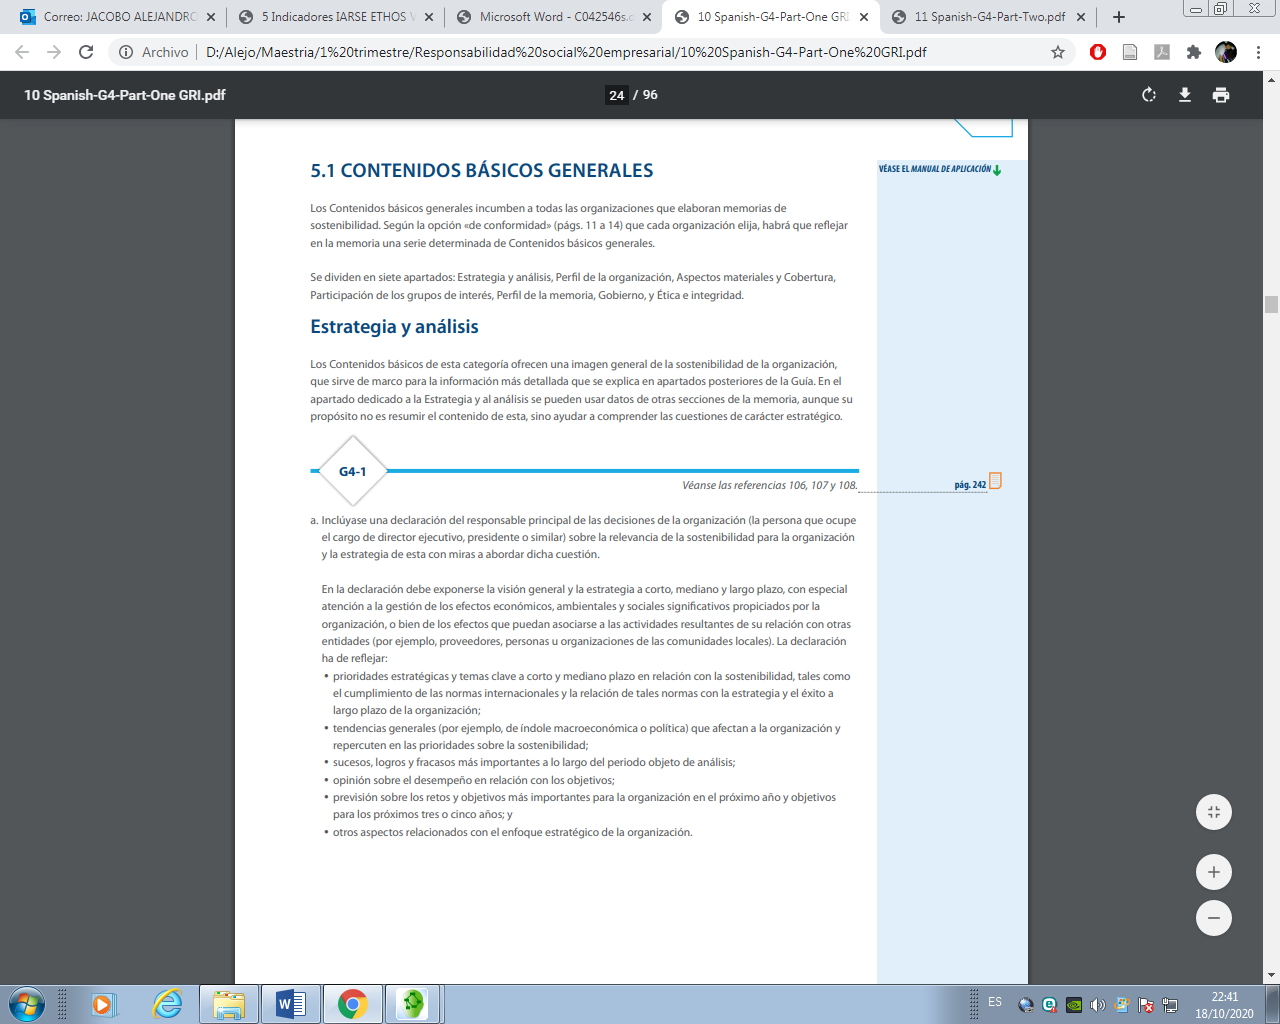 Correo: JACOBO ALEJANDRO
5 Indicadores IARSE ETHOS V
Microsoft Word - C042546s.d
10 Spanish-G4-Part-One GRI
11 Spanish-G4-Part-Two.pdf
Archivo
D:/Alejo/Maestria/1%20trimestre/Responsabilidad%20social%20empresarial/10%20Spanish-G4-Part-One%20GRI.pdf
10 Spanish-G4-Part-One GRI.pdf
24 / 96
5.1 CONTENIDOS BÁSICOS GENERALES
VÉASE EL MANUAL DE APLICACIÓN
Los Contenidos básicos generales incumben a todas las organizaciones que elaboran memorias de
sostenibilidad. Según la opción «de conformidad» (págs. 11 a 14) que cada organización elija, habrá que reflejar
en la memoria una serie determinada de Contenidos básicos generales.
Se dividen en siete apartados: Estrategia y análisis, Perfil de la organización, Aspectos materiales y Cobertura,
Participación de los grupos de interés, Perfil de la memoria, Gobierno, y Ética e integridad.
Estrategia y análisis
Los Contenidos básicos de esta categoría ofrecen una imagen general de la sostenibilidad de la organización,
que sirve de marco para la información más detallada que se explica en apartados posteriores de la Guía. En el
apartado dedicado a la Estrategia y al análisis se pueden usar datos de otras secciones de la memoria, aunque su
propósito no es resumir el contenido de esta, sino ayudar a comprender las cuestiones de carácter estratégico.
G4-1
Véanse las referencias 106, 107 y 108.
pág. 242
a. Inclúyase una declaración del responsable principal de las decisiones de la organización (la persona que ocupe
el cargo de director ejecutivo, presidente o similar) sobre la relevancia de la sostenibilidad para la organización
y la estrategia de esta con miras a abordar dicha cuestión.
En la declaración debe exponerse la visión general y la estrategia a corto, mediano y largo plazo, con especial
atención a la gestión de los efectos económicos, ambientales y sociales significativos propiciados por la
organización, o bien de los efectos que puedan asociarse a las actividades resultantes de su relación con otras
entidades (por ejemplo, proveedores, personas u organizaciones de las comunidades locales). La declaración
ha de reflejar:
• prioridades estratégicas y temas clave a corto y mediano plazo en relación con la sostenibilidad, tales como
el cumplimiento de las normas internacionales y la relación de tales normas con la estrategia y el éxito a
largo plazo de la organización;
• tendencias generales (por ejemplo, de índole macroeconómica o política) que afectan a la organización y
repercuten en las prioridades sobre la sostenibilidad;
• sucesos, logros y fracasos más importantes a lo largo del periodo objeto de análisis;
• opinión sobre el desempeño en relación con los objetivos;
• previsión sobre los retos y objetivos más importantes para la organización en el próximo año y objetivos
para los próximos tres o cinco años; y
• otros aspectos relacionados con el enfoque estratégico de la organización.
ES
22:41
18/10/2020